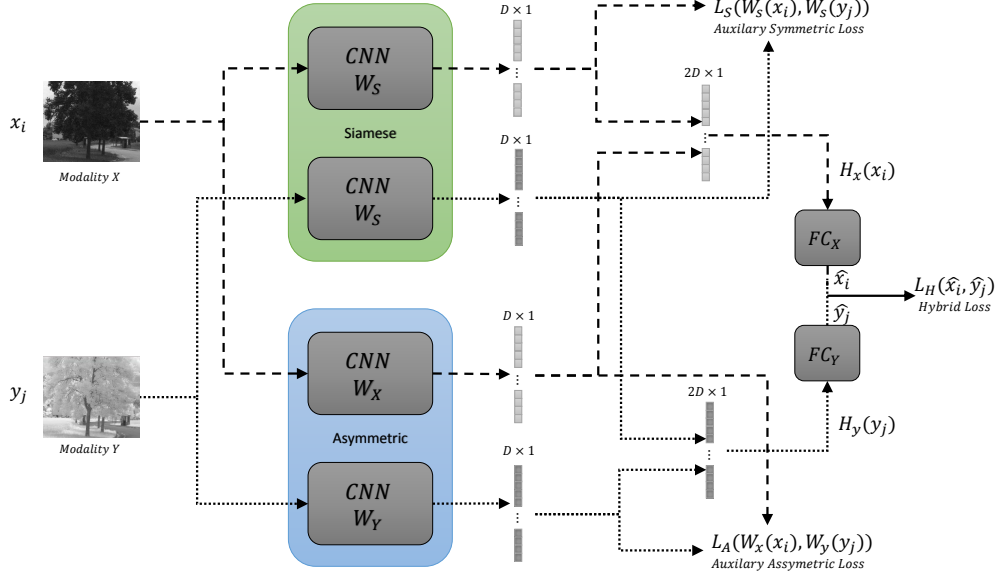 D × 1
L_S(W_s(x_i), W_s(y_j))
Auxilary Symmetric Loss
CNN
W_S
2D × 1
x_i
Modality X
Siamese
D × 1
CNN
W_S
H_x(x_i)
FC_X
x̂_i
L_H(x̂_i, ŷ_j)
Hybrid Loss
ŷ_j
D × 1
FC_Y
CNN
W_X
y_j
Modality Y
2D × 1
H_y(y_j)
Asymmetric
D × 1
CNN
W_Y
L_A(W_x(x_i), W_y(y_j))
Auxilary Assymetric Loss